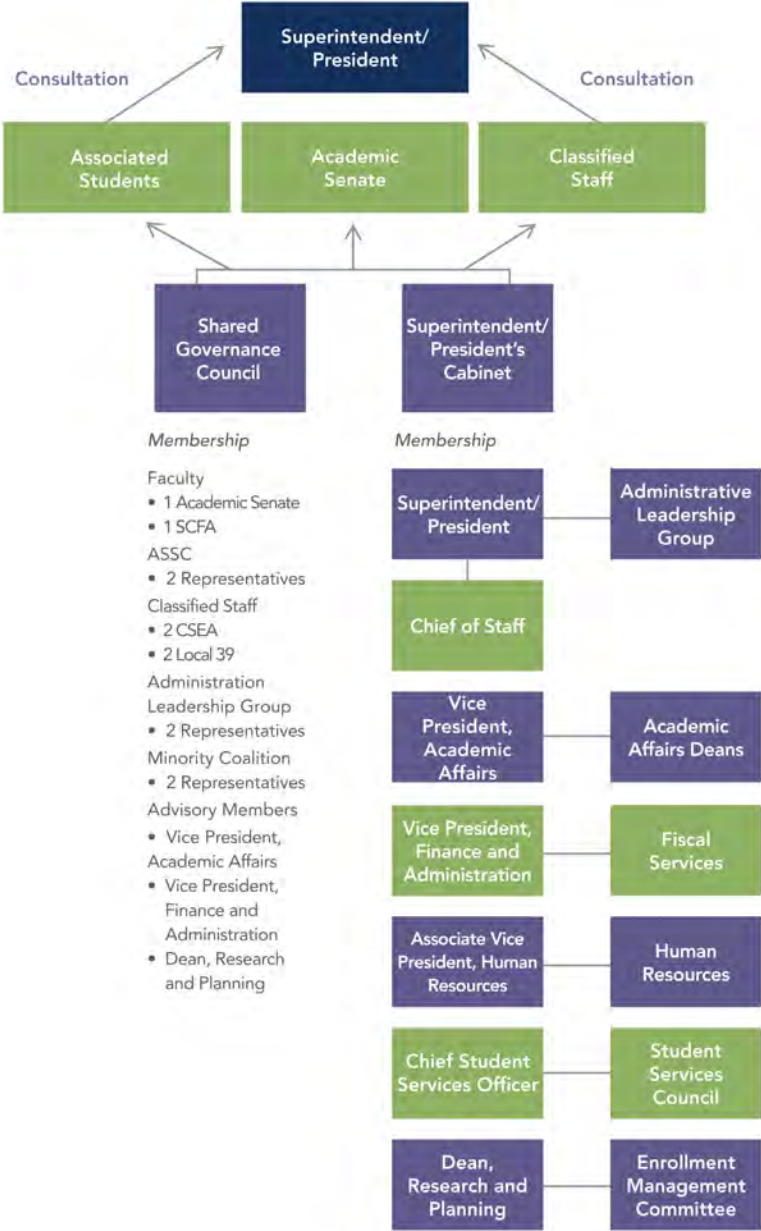 Superintendent/
President
Consultation
Consultation
Associated
Students
Academic
Senate
Classified
Staff
Shared
Governance
Council
Superintendent/
President's
Cabinet
Membership
Faculty
• 1 Academic Senate
• 1 SCFA
ASSC
• 2 Representatives
Classified Staff
• 2 CSEA
• 2 Local 39
Administration
Leadership Group
• 2 Representatives
Minority Coalition
• 2 Representatives
Advisory Members
• Vice President,
Academic Affairs
• Vice President,
Finance and
Administration
• Dean, Research
and Planning
Membership
Superintendent/
President
Administrative
Leadership
Group
Chief of Staff
Vice
President,
Academic
Affairs
Academic
Affairs Deans
Vice President,
Finance and
Administration
Fiscal
Services
Associate Vice
President, Human
Resources
Human
Resources
Chief Student
Services Officer
Student
Services
Council
Dean,
Research and
Planning
Enrollment
Management
Committee